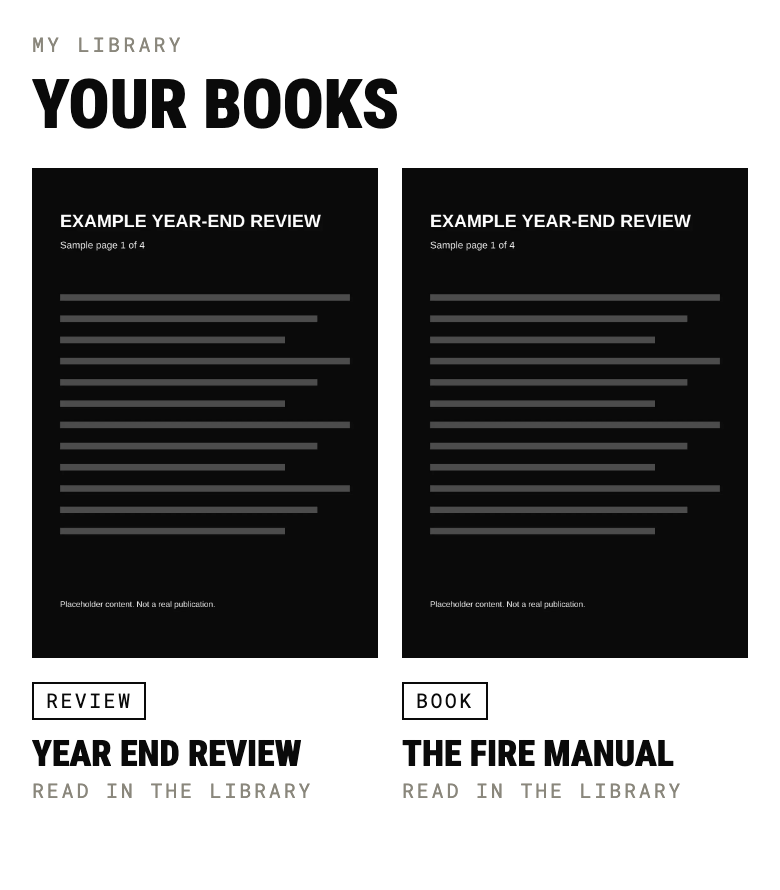 MY LIBRARY
YOUR BOOKS
EXAMPLE YEAR-END REVIEW
Sample page 1 of 4
Placeholder content. Not a real publication.
REVIEW
YEAR END REVIEW
READ IN THE LIBRARY
EXAMPLE YEAR-END REVIEW
Sample page 1 of 4
Placeholder content. Not a real publication.
BOOK
THE FIRE MANUAL
READ IN THE LIBRARY